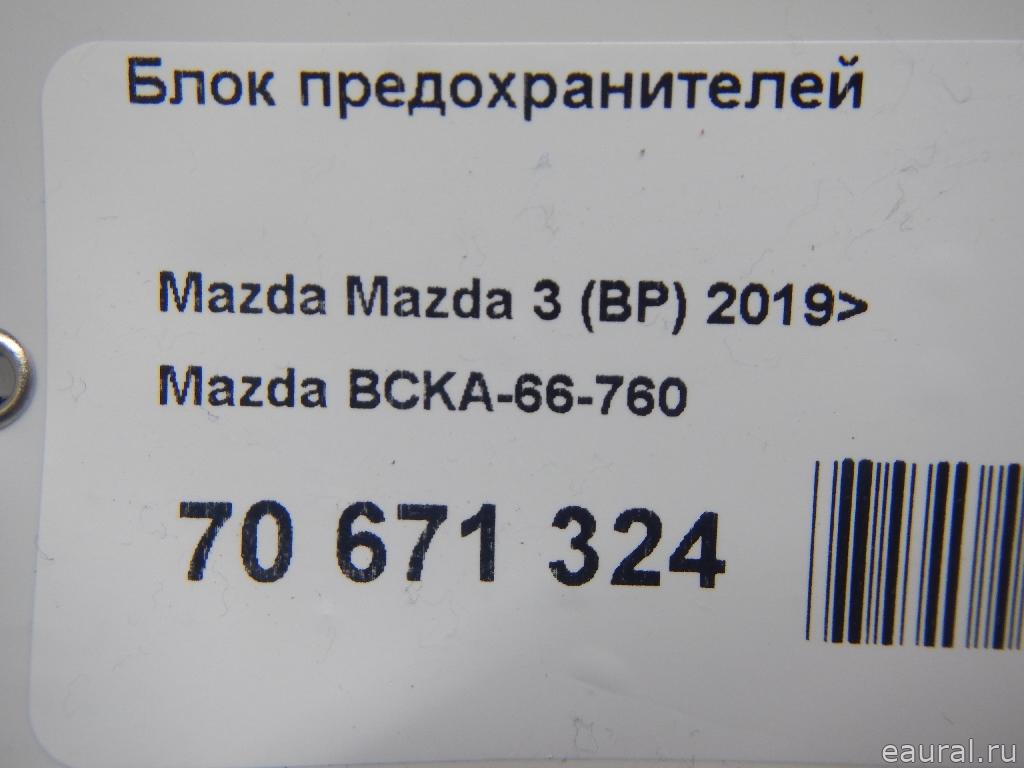 Блок предохранителей
Mazda Mazda 3 (BP) 2019>
Mazda BCKA-66-760
70 671 324
eaural.ru